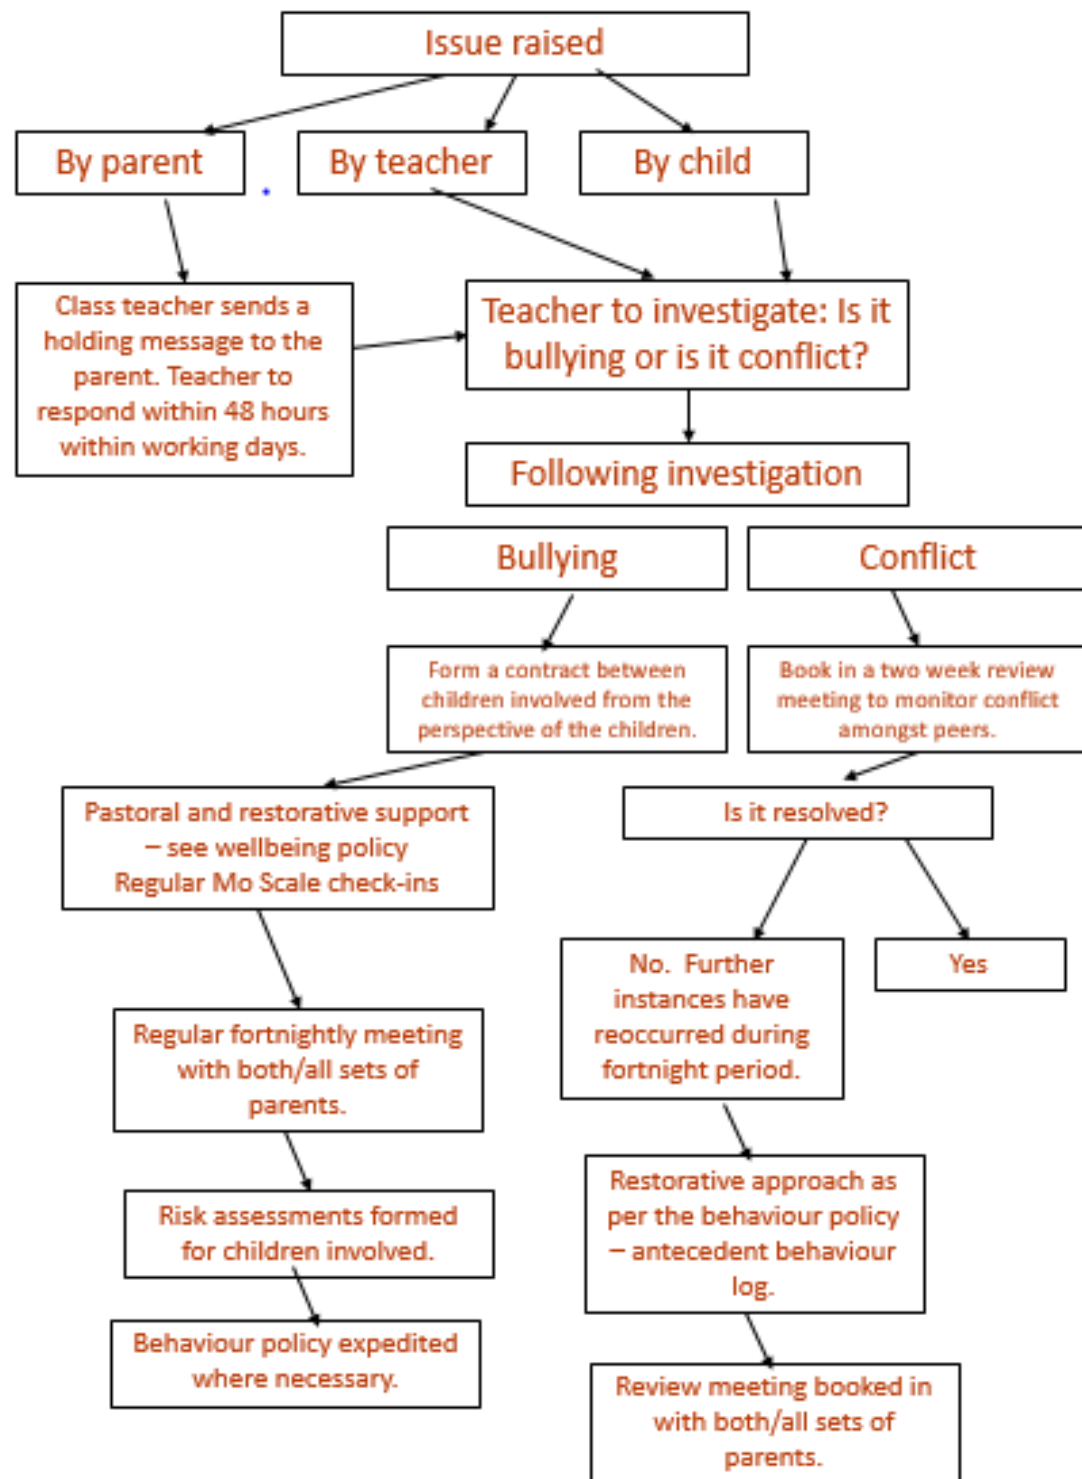 Issue raised
By parent
By teacher
By child
Class teacher sends a
holding message to the
parent. Teacher to
respond within 48 hours
within working days.
Teacher to investigate: Is it
bullying or is it conflict?
Following investigation
Bullying
Conflict
Form a contract between
children involved from the
perspective of the children.
Book in a two week review
meeting to monitor conflict
amongst peers.
Pastoral and restorative support
– see wellbeing policy
Regular Mo Scale check-ins
Is it resolved?
No.  Further
instances have
reoccurred during
fortnight period.
Yes
Regular fortnightly meeting
with both/all sets of
parents.
Restorative approach as
per the behaviour policy
– antecedent behaviour
log.
Risk assessments formed
for children involved.
Behaviour policy expedited
where necessary.
Review meeting booked in
with both/all sets of
parents.